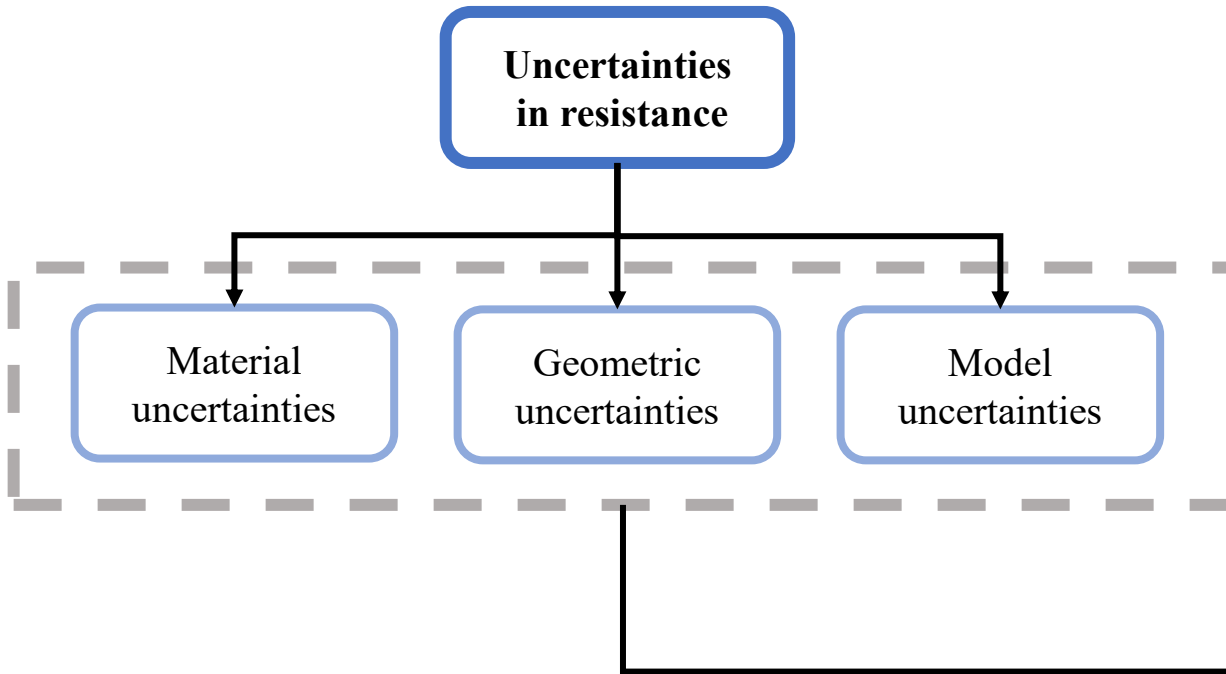 Uncertainties
in resistance
Material
uncertainties
Geometric
uncertainties
Model
uncertainties